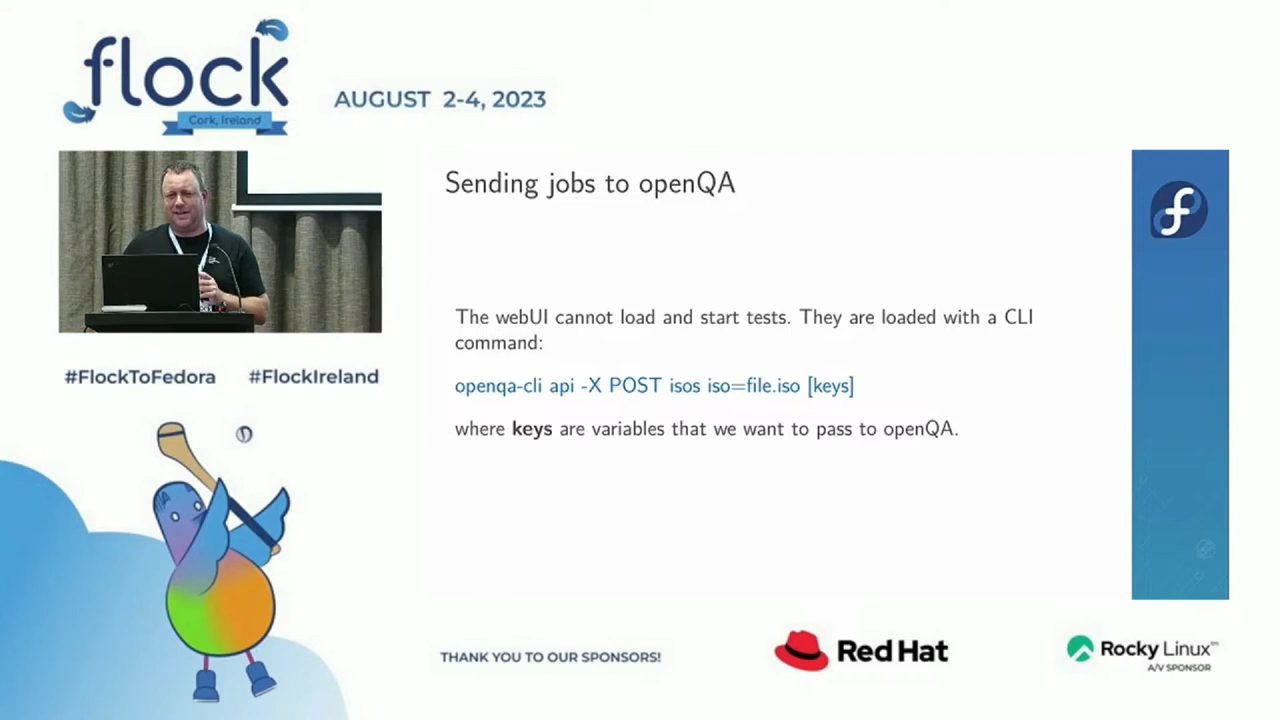 flock
Cork, Ireland
AUGUST 2-4, 2023
#FlockToFedora #FlockIreland
Sending jobs to openQA
The webUI cannot load and start tests. They are loaded with a CLI
command:
openqa-cli api -X POST isos iso=file.iso [keys]
where keys are variables that we want to pass to openQA.
THANK YOU TO OUR SPONSORS!
Red Hat
Rocky Linux™
A/V SPONSOR